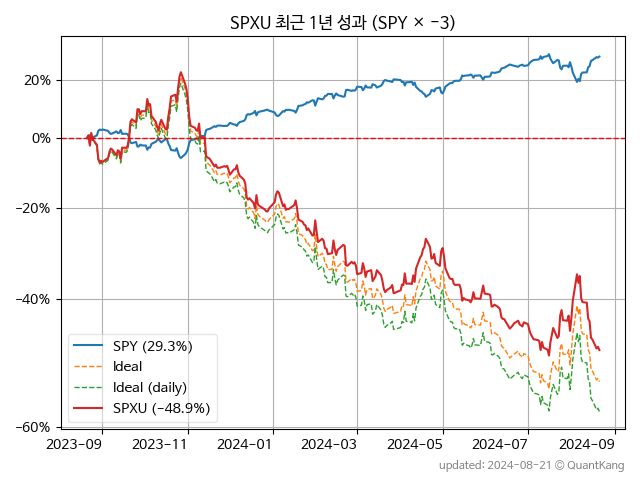 SPXU 최근 1년 성과 (SPY × −3)
20%
0%
−20%
−40%
−60%
SPY (29.3%)
Ideal
Ideal (daily)
SPXU (−48.9%)
2023-09 2023-11 2024-01 2024-03 2024-05 2024-07 2024-09
updated: 2024-08-21 © QuantKang